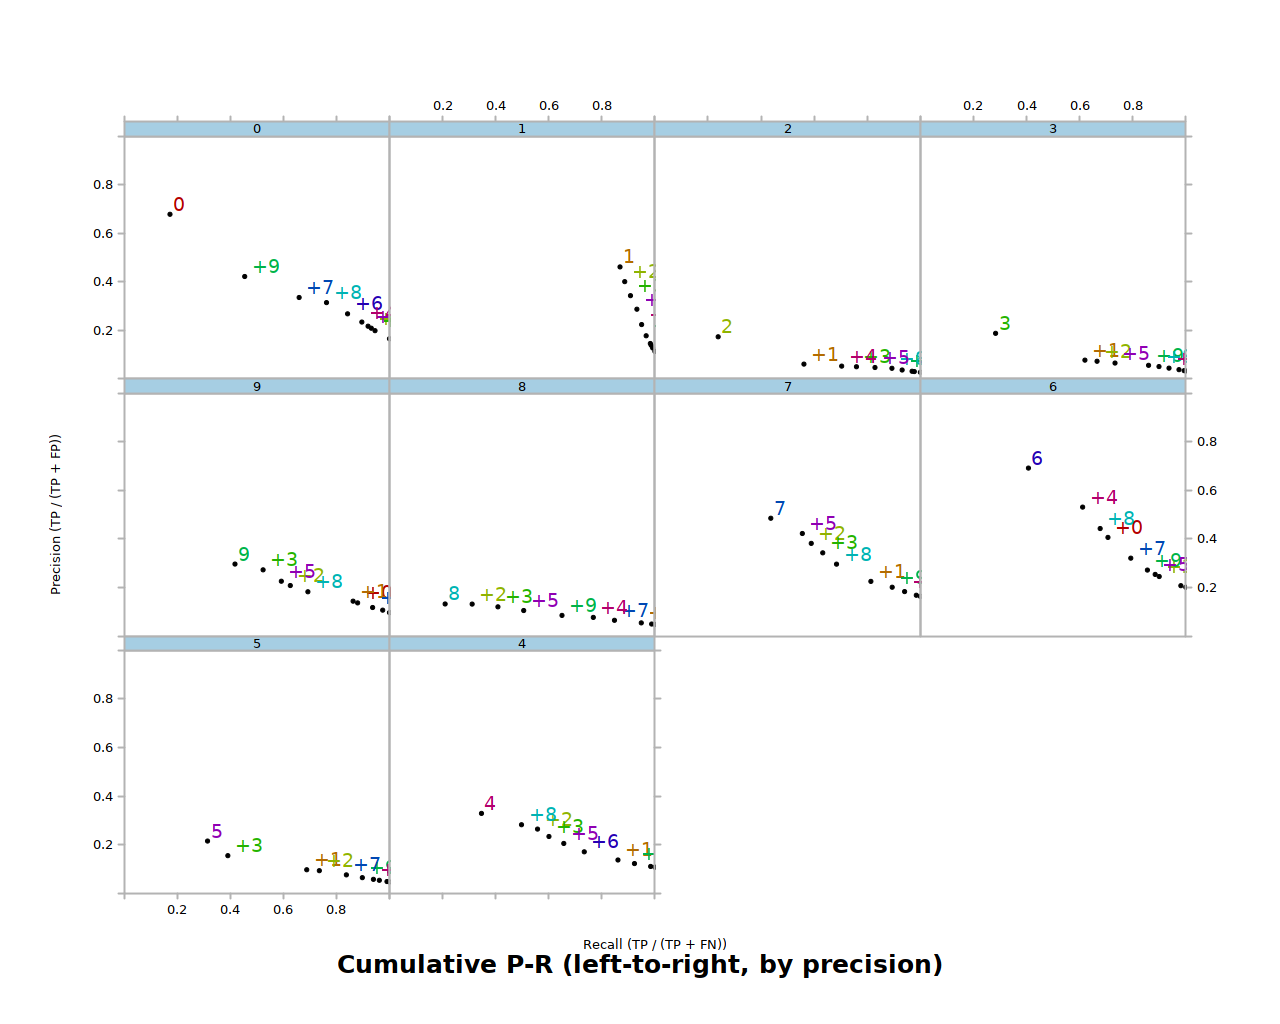 0.2 0.4 0.6 0.8 0.2 0.4 0.6 0.8
0 1 2 3
0.8
0.6
0.4
0.2
0 +9 +7 +8 +6
1 +2
2 +1 +4 +3 +5
3 +1 +2 +5 +9
9 8 7 6
0.8
0.6
0.4
0.2
9 +3 +5 +2 +8 +1
8 +2 +3 +5 +9 +4 +7
7 +5 +2 +3 +8 +1 +9
6 +4 +8 +0 +7 +9 +5
5 4
0.8
0.6
0.4
0.2
5 +3 +1 +2 +7
4 +8 +2 +3 +5 +6 +1
0.2 0.4 0.6 0.8
Precision (TP / (TP + FP))
Recall (TP / (TP + FN))
Cumulative P-R (left-to-right, by precision)